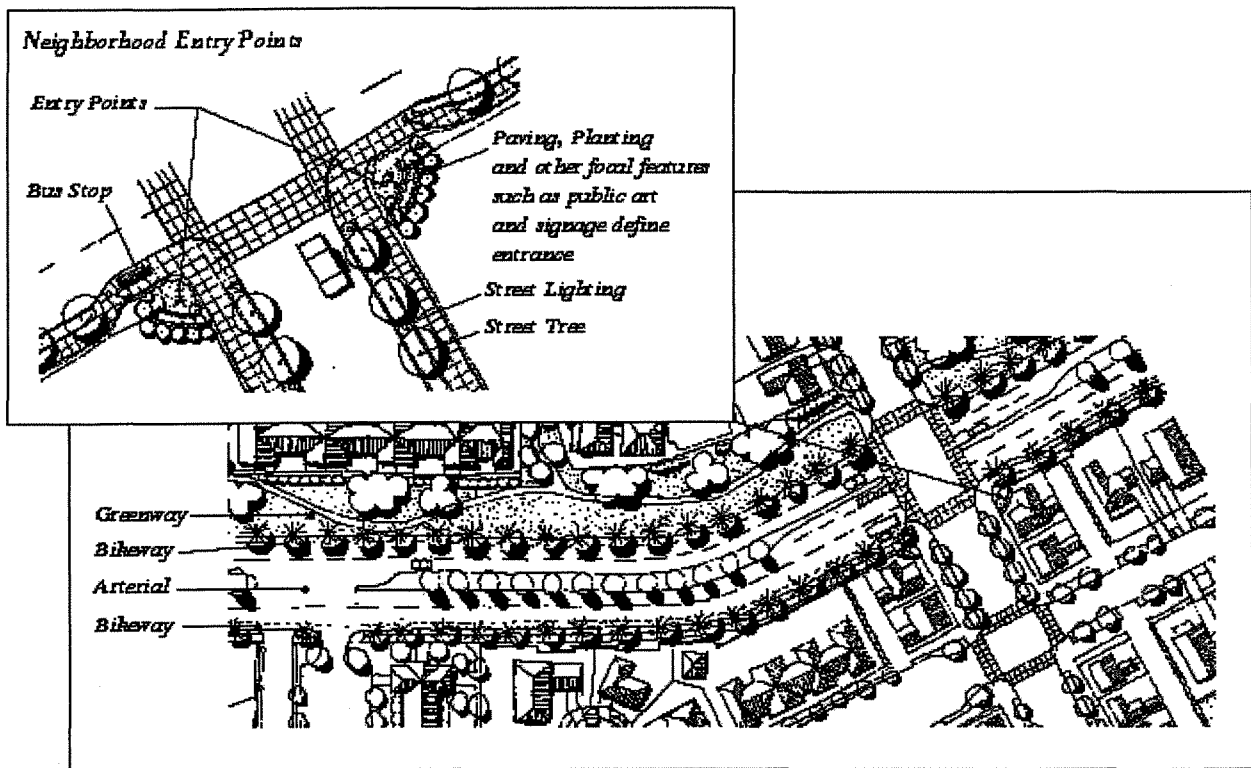 Neighborhood Entry Points
Entry Points
Bus Stop
Paving, Planting
and other focal features
such as public art
and signage define
entrance
Street Lighting
Street Tree
Greenway
Bikeway
Arterial
Bikeway